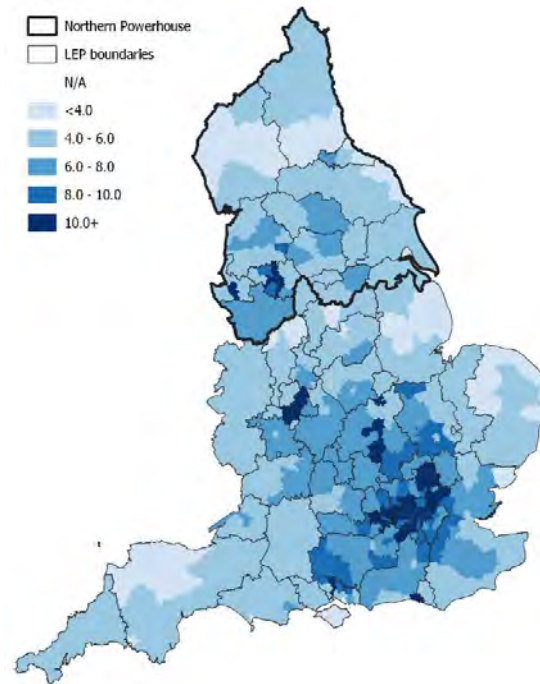 Northern Powerhouse
LEP boundaries
N/A
<4.0
4.0 - 6.0
6.0 - 8.0
8.0 - 10.0
10.0+